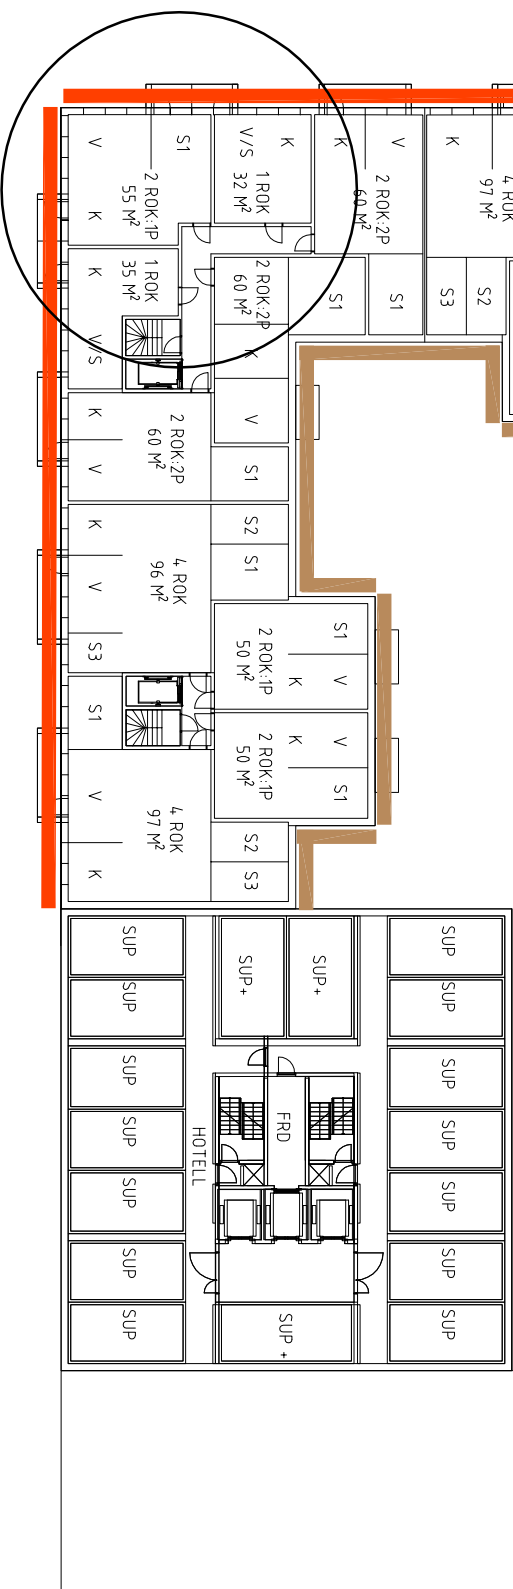 V
S1
V/S
K
K
V
K
2 ROK:1P
55 M²
1 ROK
32 M²
2 ROK:2P
60 M²
4 ROK
97 M²
K
K
1 ROK
35 M²
2 ROK:2P
60 M²
S1
S1
S3
S2
V/S
K
K
V
2 ROK:2P
60 M²
V
S1
K
S2
4 ROK
96 M²
S1
V
S3
2 ROK:1P
50 M²
S1
K
V
S1
2 ROK:1P
50 M²
K
V
S1
V
4 ROK
97 M²
S2
K
S3
SUP
SUP+
SUP+
SUP
SUP
SUP
SUP
SUP
SUP
FRD
SUP
HOTELL
SUP
SUP
SUP
SUP
SUP
SUP +
SUP